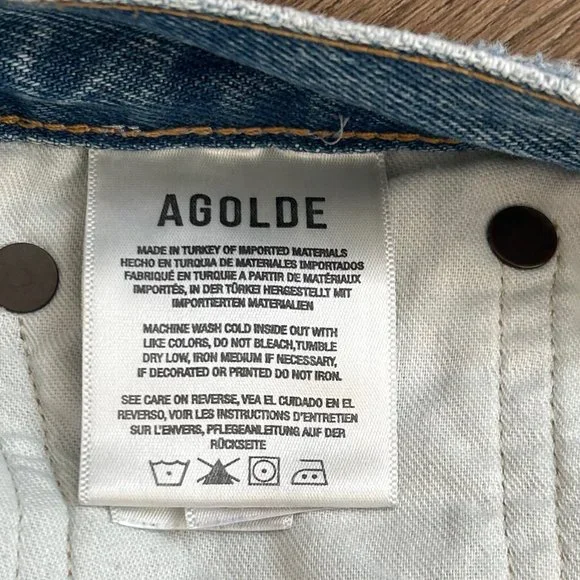 AGOLDE
MADE IN TURKEY OF IMPORTED MATERIALS
HECHO EN TURQUIA DE MATERIALES IMPORTADOS
FABRIQUÉ EN TURQUIE A PARTIR DE MATÉRIAUX
IMPORTÉS, IN DER TÜRKEI HERGESTELLT MIT
IMPORTIERTEN MATERIALIEN
MACHINE WASH COLD INSIDE OUT WITH
LIKE COLORS, DO NOT BLEACH,TUMBLE
DRY LOW, IRON MEDIUM IF NECESSARY,
IF DECORATED OR PRINTED DO NOT IRON.
SEE CARE ON REVERSE, VEA EL CUIDADO EN EL
REVERSO, VOIR LES INSTRUCTIONS D'ENTRETIEN
SUR L'ENVERS, PFLEGEANLEITUNG AUF DER
RÜCKSEITE